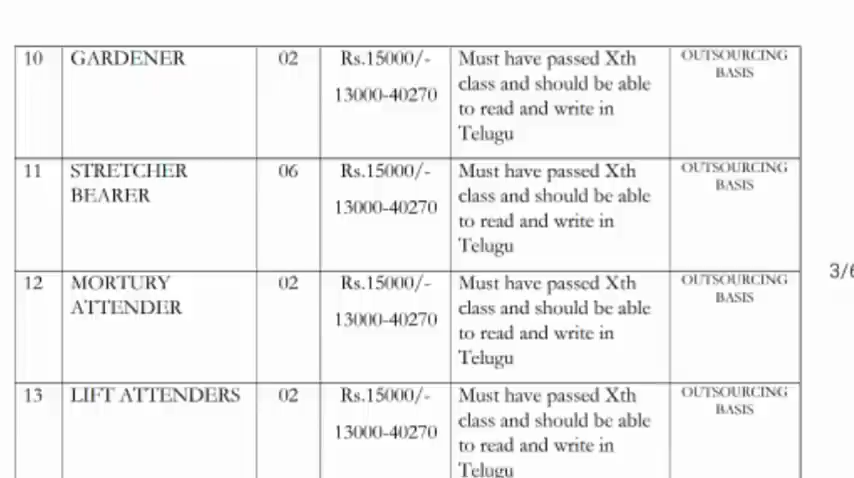 10 GARDENER 02 Rs.15000/- 13000-40270 Must have passed Xth class and should be able to read and write in Telugu OUTSOURCING BASIS
11 STRETCHER BEARER 06 Rs.15000/- 13000-40270 Must have passed Xth class and should be able to read and write in Telugu OUTSOURCING BASIS
12 MORTURY ATTENDER 02 Rs.15000/- 13000-40270 Must have passed Xth class and should be able to read and write in Telugu OUTSOURCING BASIS
13 LIFT ATTENDERS 02 Rs.15000/- 13000-40270 Must have passed Xth class and should be able to read and write in Telugu OUTSOURCING BASIS
3/6